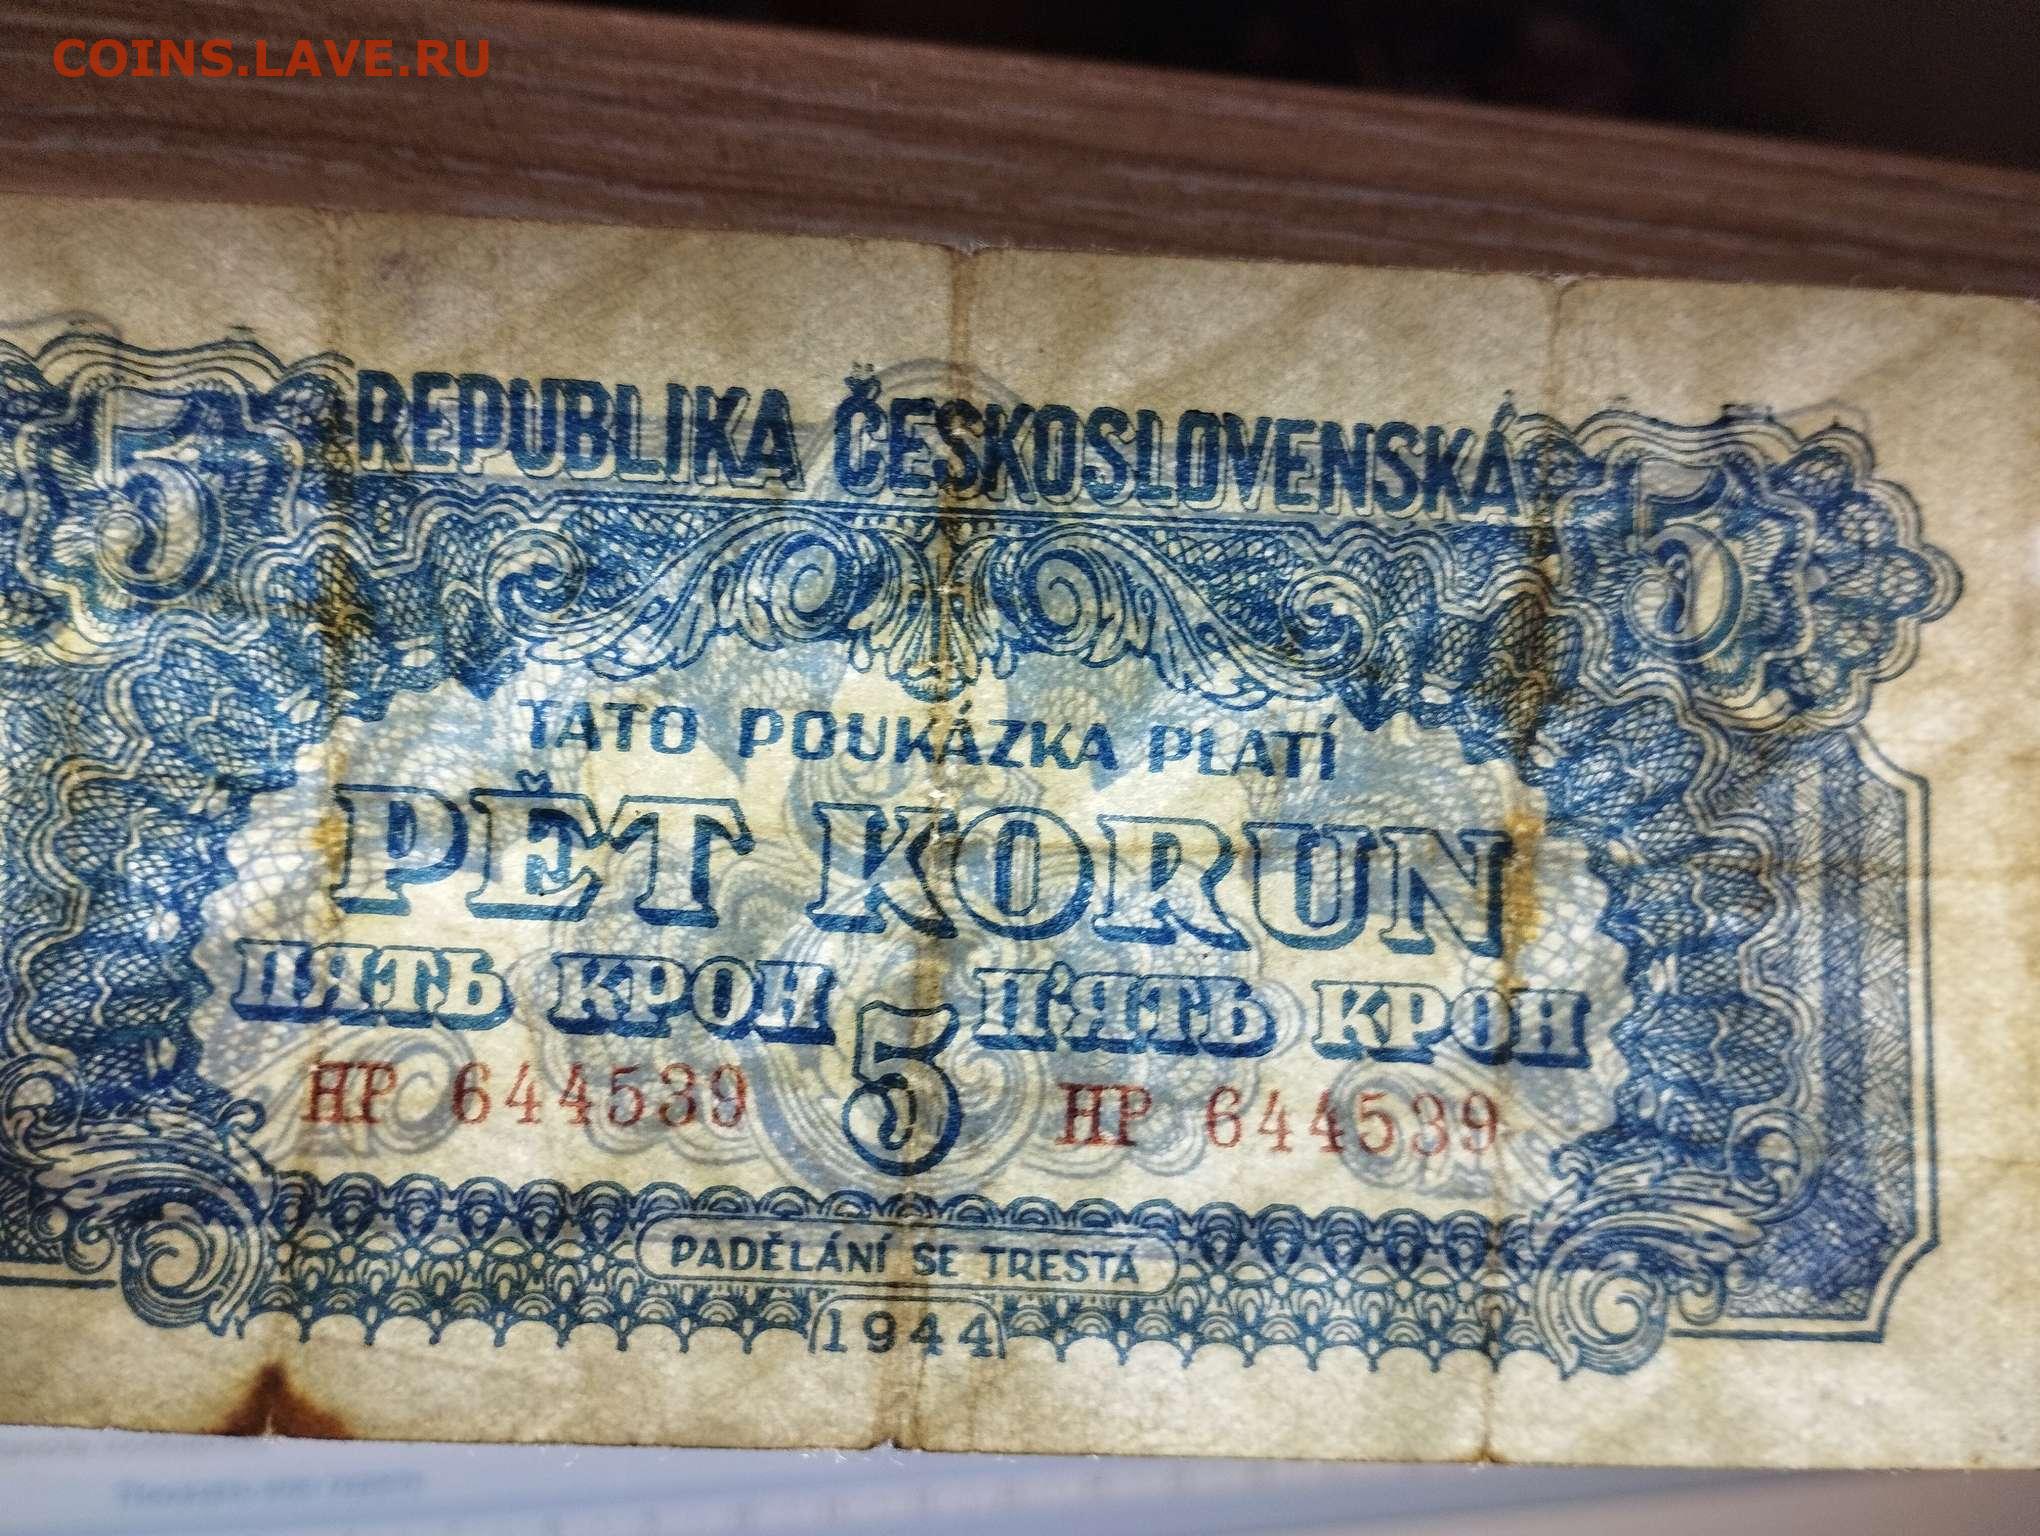 COINS.LAVE.RU
5 REPUBLIKA ČESKOSLOVENSKÁ 5
TATO POUKÁZKA PLATÍ
PĚT KORUN
ПЯТЬ КРОН П'ЯТЬ КРОН
НР 644539 5 НР 644539
PADĚLÁNÍ SE TRESTÁ
1944